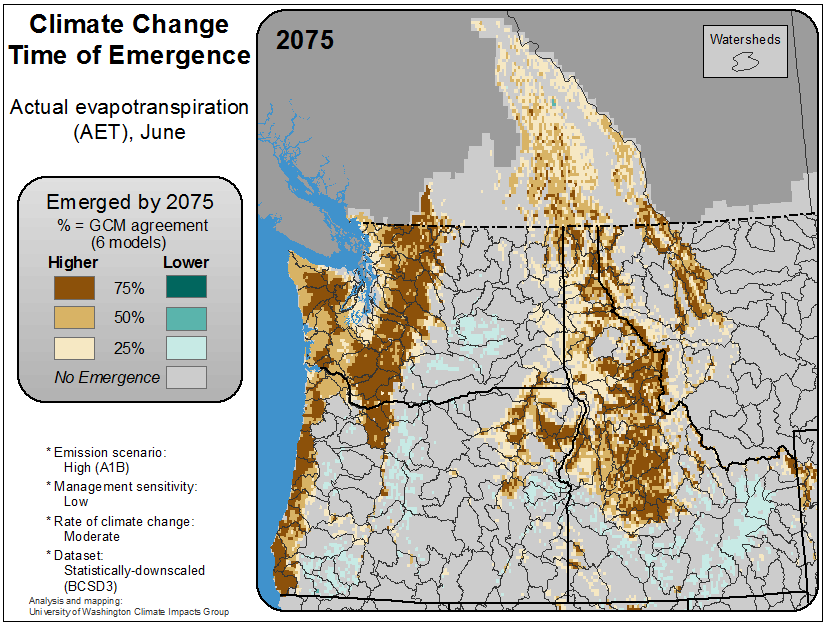 Climate Change
Time of Emergence
Actual evapotranspiration
(AET), June
Emerged by 2075
% = GCM agreement
(6 models)
Higher Lower
75%
50%
25%
No Emergence
* Emission scenario:
High (A1B)
* Management sensitivity:
Low
* Rate of climate change:
Moderate
* Dataset:
Statistically-downscaled
(BCSD3)
Analysis and mapping:
University of Washington Climate Impacts Group
2075
Watersheds